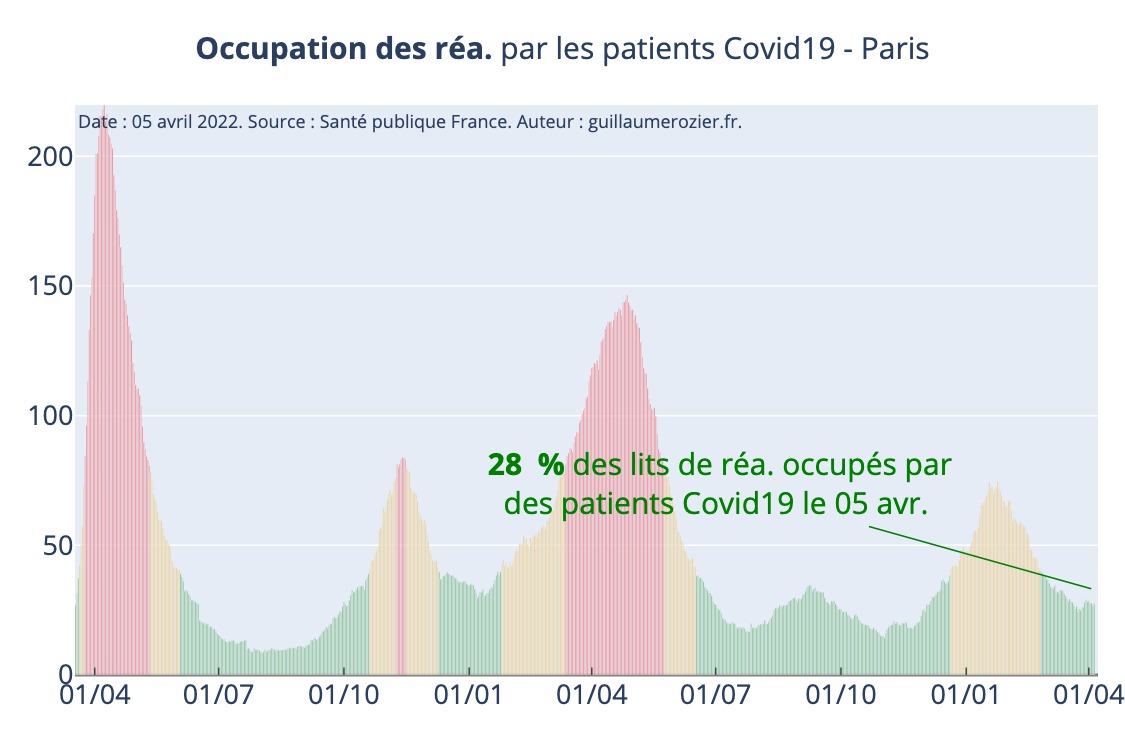 Occupation des réa. par les patients Covid19 - Paris
Date : 05 avril 2022. Source : Santé publique France. Auteur : guillaumerozier.fr.
200
150
100
28 % des lits de réa. occupés par
des patients Covid19 le 05 avr.
50
0
01/04 01/07 01/10 01/01 01/04 01/07 01/10 01/01 01/04